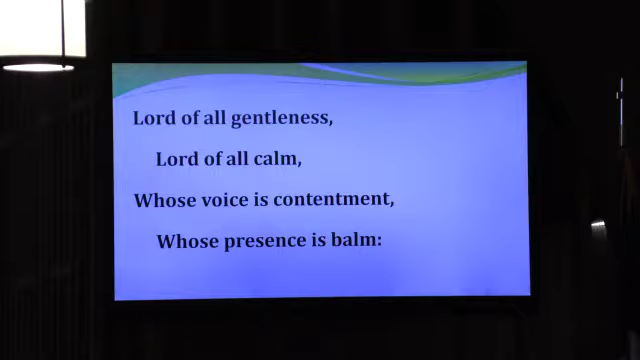 Lord of all gentleness,
Lord of all calm,
Whose voice is contentment,
Whose presence is balm: